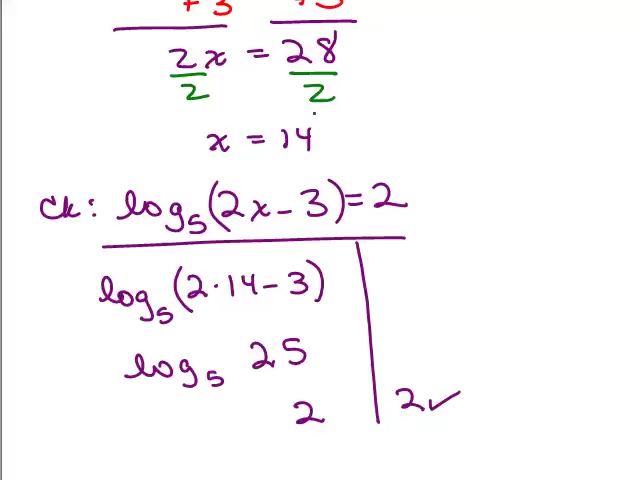 +3 +3
2x = 28
2 2
x = 14
ck: log₅(2x - 3) = 2
log₅(2·14 - 3)
log₅ 25
2 2✓